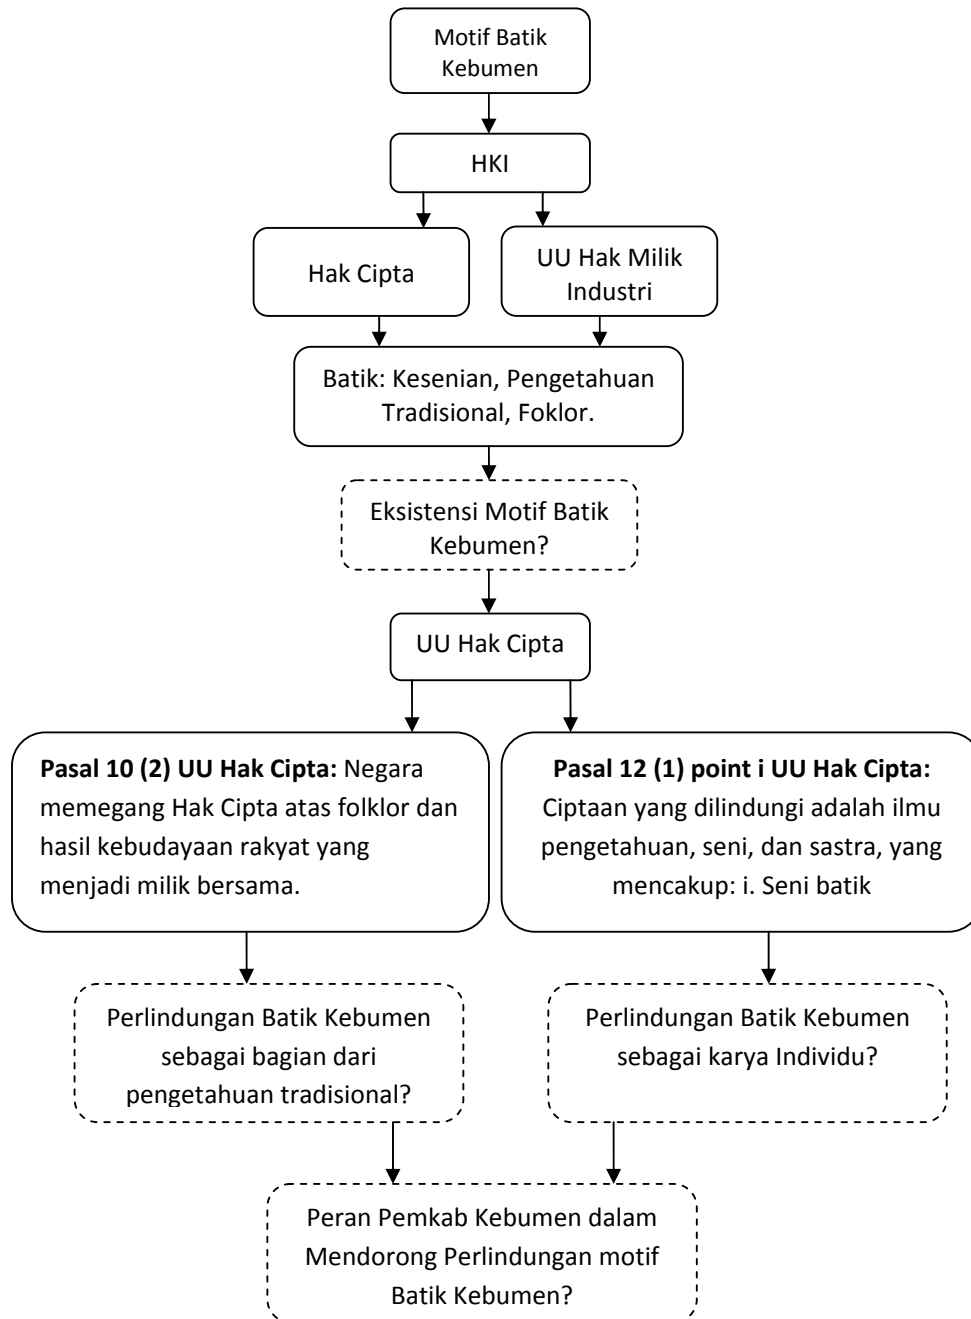 Motif Batik
Kebumen
HKI
Hak Cipta
UU Hak Milik
Industri
Batik: Kesenian, Pengetahuan
Tradisional, Foklor.
Eksistensi Motif Batik
Kebumen?
UU Hak Cipta
Pasal 10 (2) UU Hak Cipta: Negara
memegang Hak Cipta atas folklor dan
hasil kebudayaan rakyat yang
menjadi milik bersama.
Pasal 12 (1) point i UU Hak Cipta:
Ciptaan yang dilindungi adalah ilmu
pengetahuan, seni, dan sastra, yang
mencakup: i. Seni batik
Perlindungan Batik Kebumen
sebagai bagian dari
pengetahuan tradisional?
Perlindungan Batik Kebumen
sebagai karya Individu?
Peran Pemkab Kebumen dalam
Mendorong Perlindungan motif
Batik Kebumen?